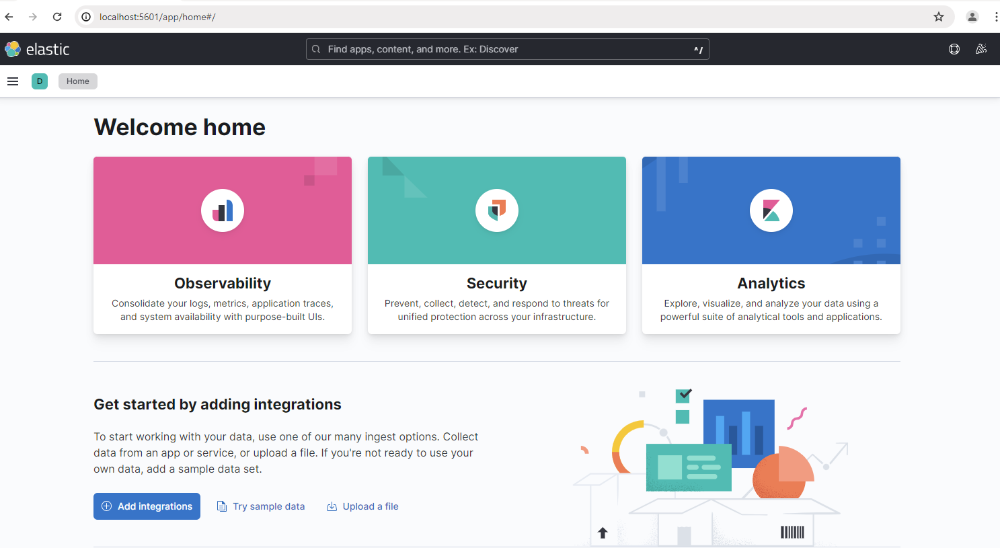 localhost:5601/app/home#/
elastic
Find apps, content, and more. Ex: Discover
^/
D
Home
Welcome home
Observability
Consolidate your logs, metrics, application traces,
and system availability with purpose-built UIs.
Security
Prevent, collect, detect, and respond to threats for
unified protection across your infrastructure.
Analytics
Explore, visualize, and analyze your data using a
powerful suite of analytical tools and applications.
Get started by adding integrations
To start working with your data, use one of our many ingest options. Collect
data from an app or service, or upload a file. If you're not ready to use your
own data, add a sample data set.
Add integrations
Try sample data
Upload a file